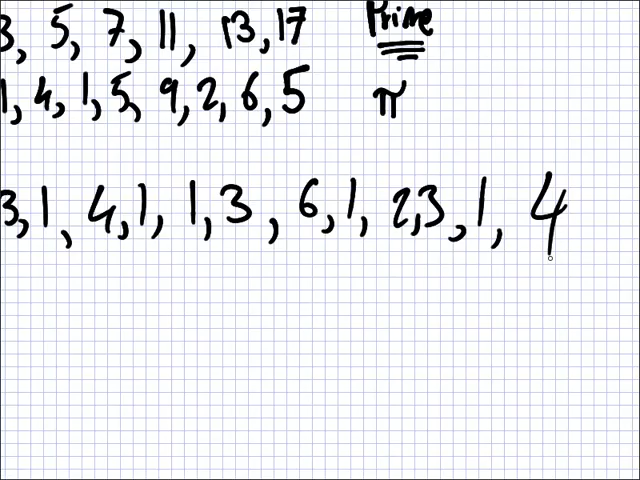 3, 5, 7, 11, 13, 17 Prime
1, 4, 1, 5, 9, 2, 6, 5 π
3, 1, 4, 1, 1, 3, 6, 1, 2, 3, 1, 4